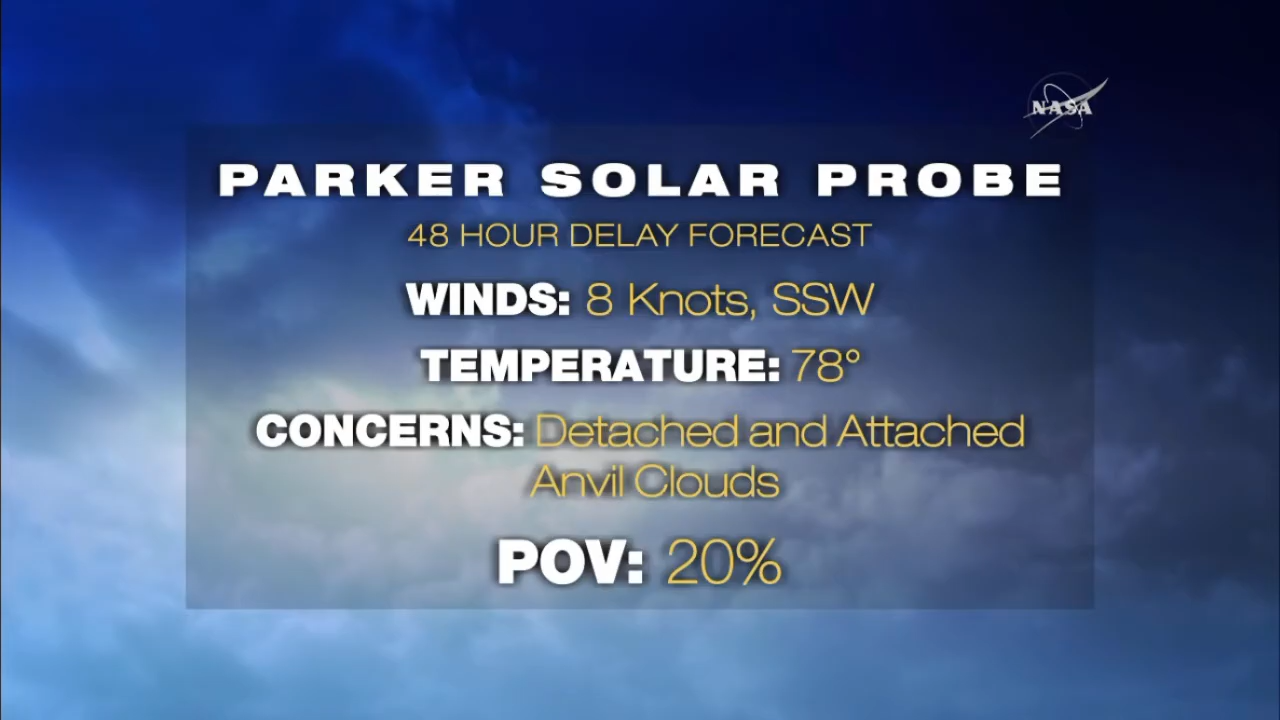 NASA
PARKER SOLAR PROBE
48 HOUR DELAY FORECAST
WINDS: 8 Knots, SSW
TEMPERATURE: 78°
CONCERNS: Detached and Attached
Anvil Clouds
POV: 20%